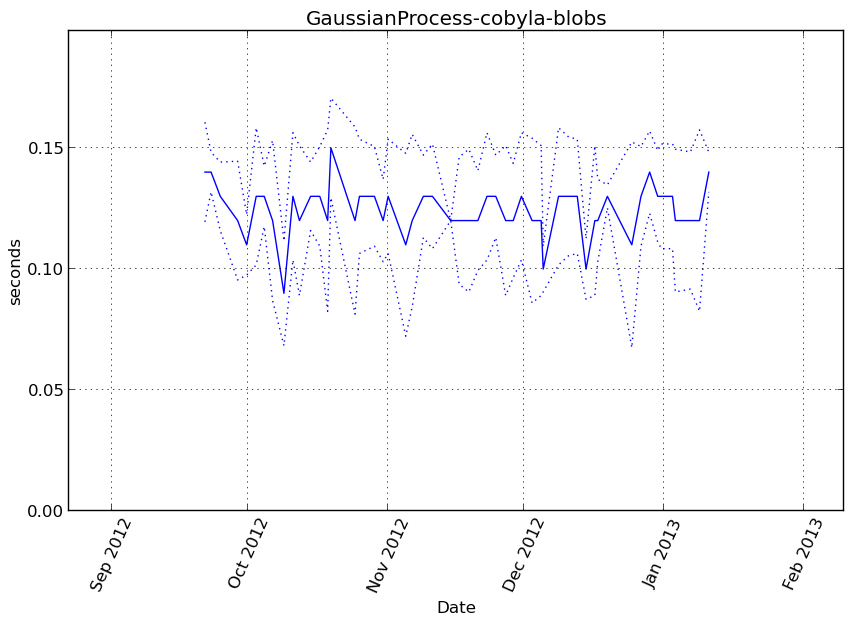 GaussianProcess-cobyla-blobs
seconds
0.15
0.10
0.05
0.00
Sep 2012
Oct 2012
Nov 2012
Dec 2012
Jan 2013
Feb 2013
Date